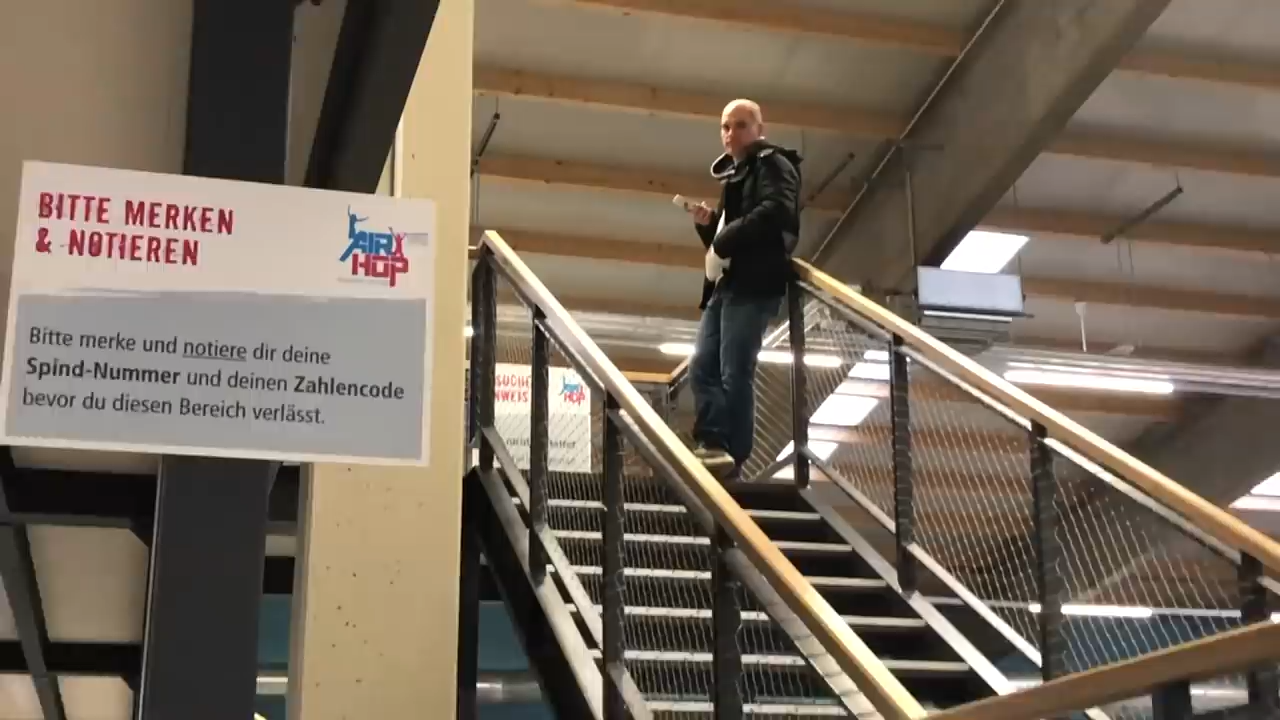 BITTE MERKEN
& NOTIEREN
AIR
HOP
Bitte merke und notiere dir deine
Spind-Nummer und deinen Zahlencode
bevor du diesen Bereich verlässt.
HOP